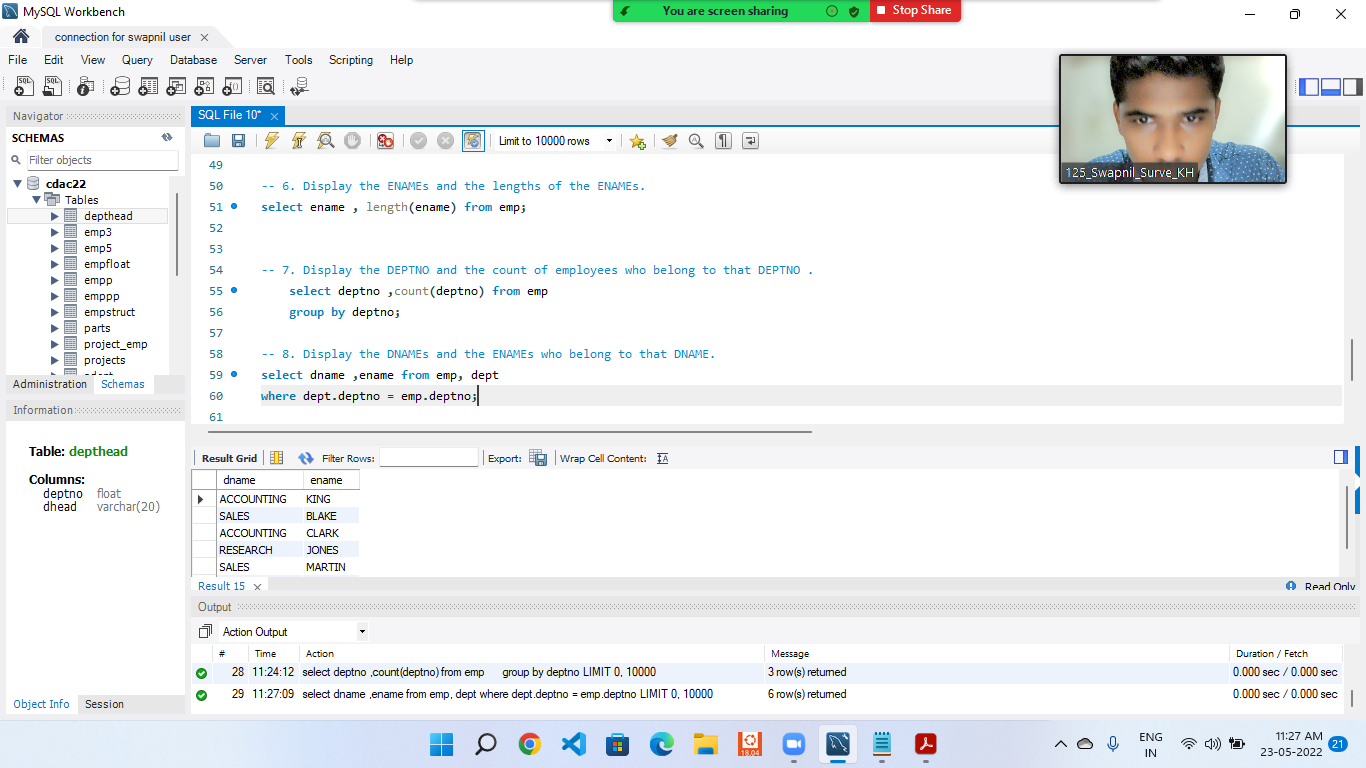 MySQL Workbench
You are screen sharing
Stop Share
connection for swapnil user
File Edit View Query Database Server Tools Scripting Help
Navigator
SCHEMAS
Filter objects
cdac22
Tables
depthead
emp3
emp5
empfloat
empp
emppp
empstruct
parts
project_emp
projects
Administration Schemas
Information
Table: depthead
Columns:
deptno float
dhead varchar(20)
Object Info Session
SQL File 10*
Limit to 10000 rows
125_Swapnil_Surve_KH
49
50 -- 6. Display the ENAMEs and the lengths of the ENAMEs.
51 select ename , length(ename) from emp;
52
53
54 -- 7. Display the DEPTNO and the count of employees who belong to that DEPTNO .
55 select deptno ,count(deptno) from emp
56 group by deptno;
57
58 -- 8. Display the DNAMEs and the ENAMEs who belong to that DNAME.
59 select dname ,ename from emp, dept
60 where dept.deptno = emp.deptno;
61
Result Grid Filter Rows: Export: Wrap Cell Content:
dname ename
ACCOUNTING KING
SALES BLAKE
ACCOUNTING CLARK
RESEARCH JONES
SALES MARTIN
Result 15
Read Only
Output
Action Output
# Time Action Message Duration / Fetch
28 11:24:12 select deptno ,count(deptno) from emp group by deptno LIMIT 0, 10000 3 row(s) returned 0.000 sec / 0.000 sec
29 11:27:09 select dname ,ename from emp, dept where dept.deptno = emp.deptno LIMIT 0, 10000 6 row(s) returned 0.000 sec / 0.000 sec
18.04
ENG
IN
11:27 AM
23-05-2022
21